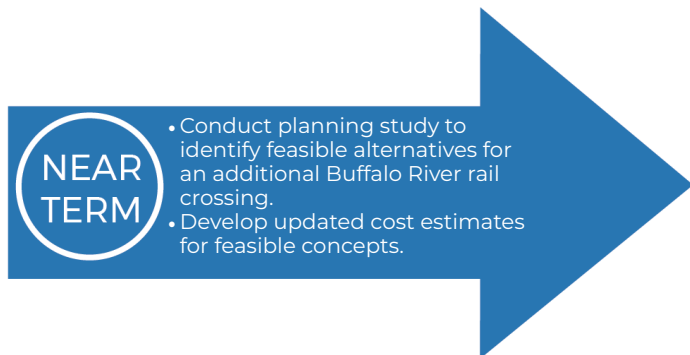 NEAR
TERM
• Conduct planning study to
identify feasible alternatives for
an additional Buffalo River rail
crossing.
• Develop updated cost estimates
for feasible concepts.